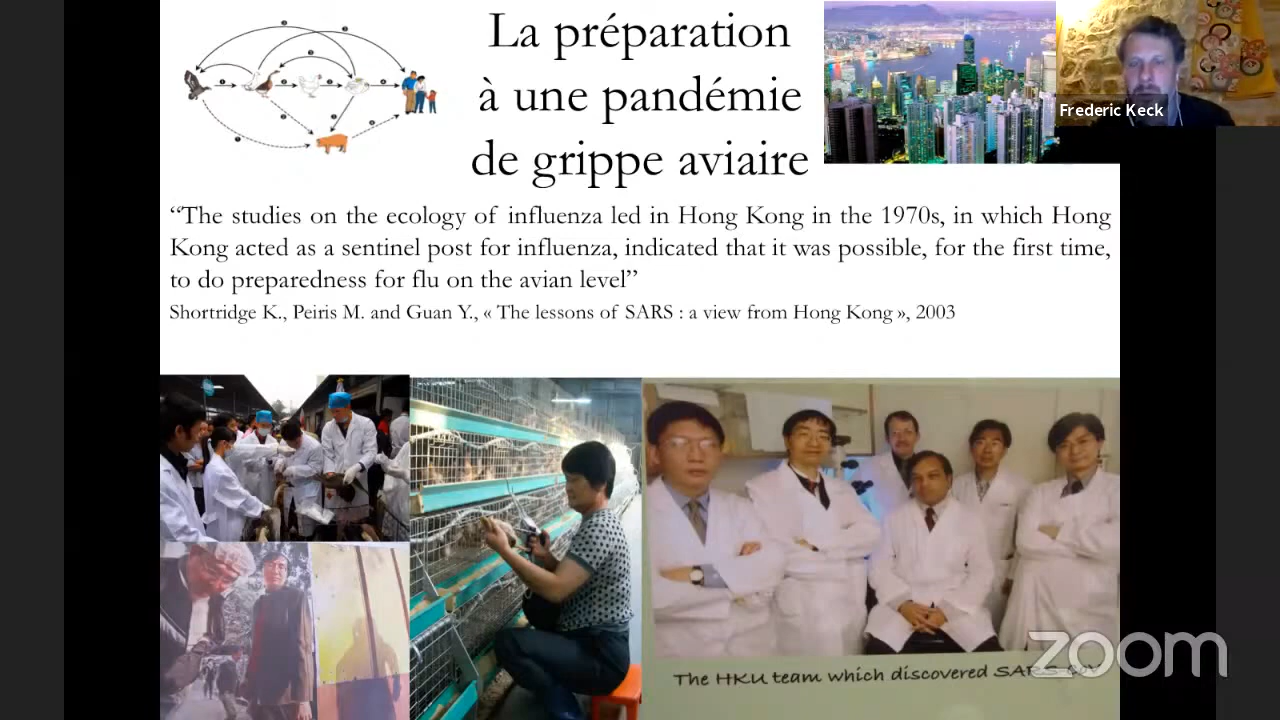 La préparation
à une pandémie
de grippe aviaire
Frederic Keck
“The studies on the ecology of influenza led in Hong Kong in the 1970s, in which Hong
Kong acted as a sentinel post for influenza, indicated that it was possible, for the first time,
to do preparedness for flu on the avian level”
Shortridge K., Peiris M. and Guan Y., « The lessons of SARS : a view from Hong Kong », 2003
The HKU team which discovered SARS
zoom